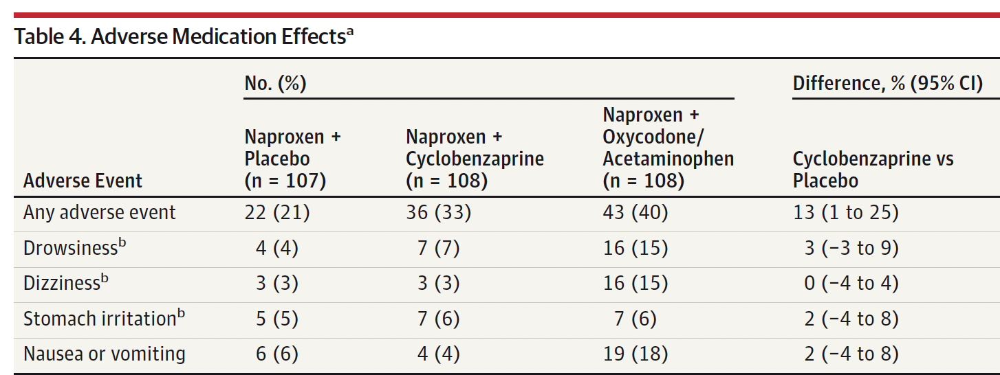 Table 4. Adverse Medication Effectsᵃ
No. (%) Difference, % (95% CI)
Adverse Event Naproxen + Placebo (n = 107) Naproxen + Cyclobenzaprine (n = 108) Naproxen + Oxycodone/ Acetaminophen (n = 108) Cyclobenzaprine vs Placebo
Any adverse event 22 (21) 36 (33) 43 (40) 13 (1 to 25)
Drowsinessᵇ 4 (4) 7 (7) 16 (15) 3 (−3 to 9)
Dizzinessᵇ 3 (3) 3 (3) 16 (15) 0 (−4 to 4)
Stomach irritationᵇ 5 (5) 7 (6) 7 (6) 2 (−4 to 8)
Nausea or vomiting 6 (6) 4 (4) 19 (18) 2 (−4 to 8)